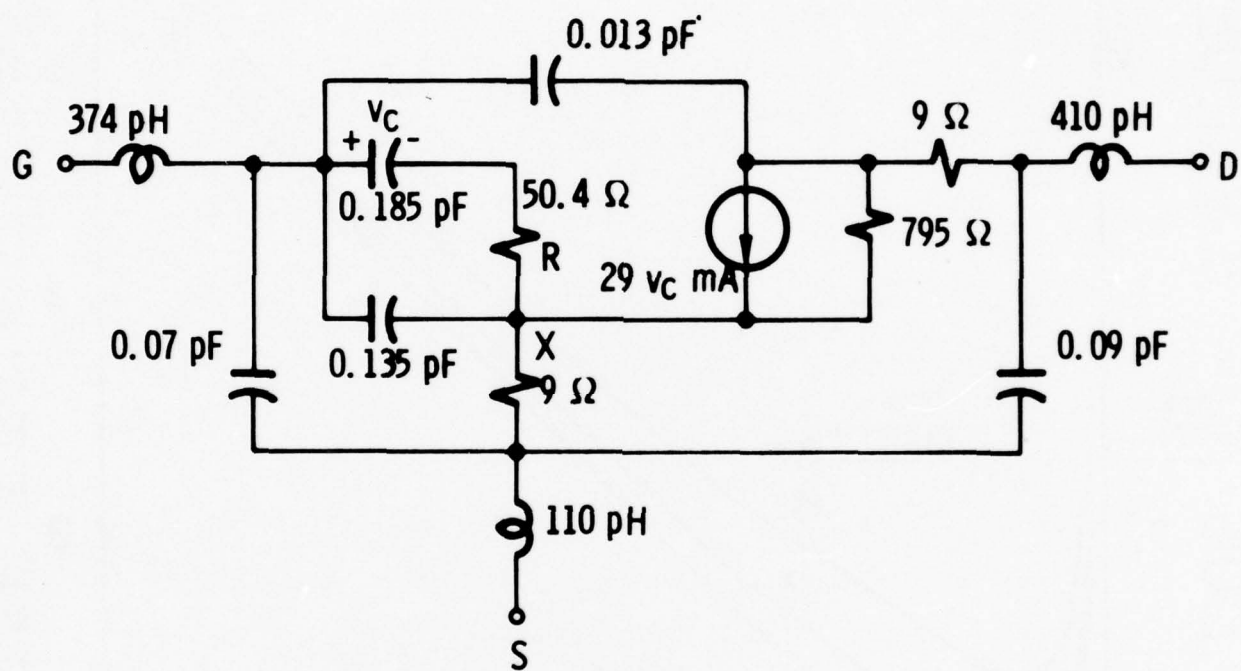 0.013 pF
374 pH
v_C
9 Ω
410 pH
G
+ -
D
0.185 pF
50.4 Ω
R
795 Ω
29 v_C mA
0.07 pF
0.135 pF
X
9 Ω
0.09 pF
110 pH
S